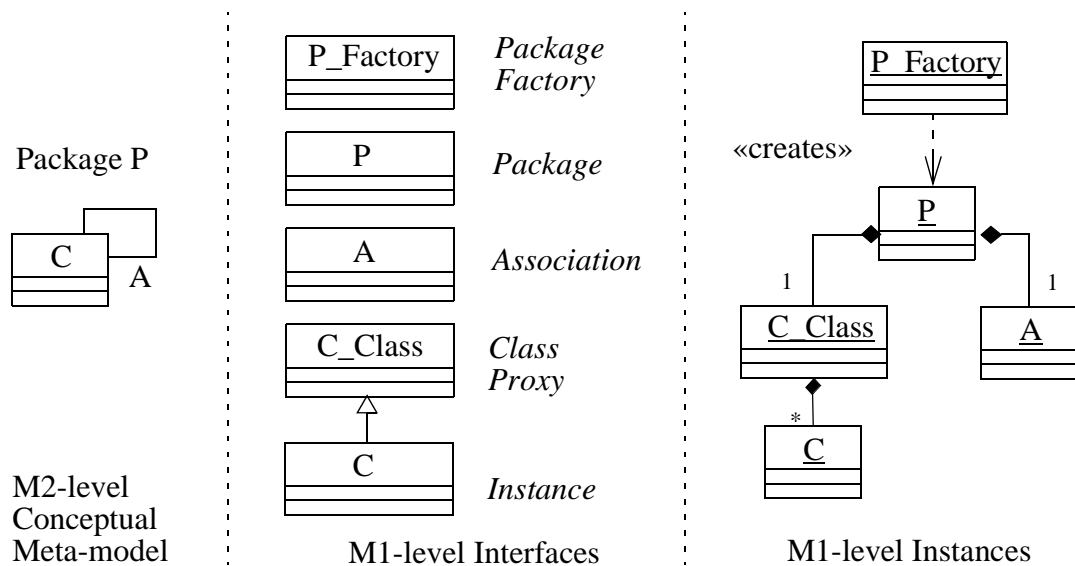 Package P
C
A
M2-level
Conceptual
Meta-model
P_Factory
Package
Factory
P
Package
A
Association
C_Class
Class
Proxy
C
Instance
M1-level Interfaces
P_Factory
«creates»
P
1
1
C_Class
A
*
C
M1-level Instances